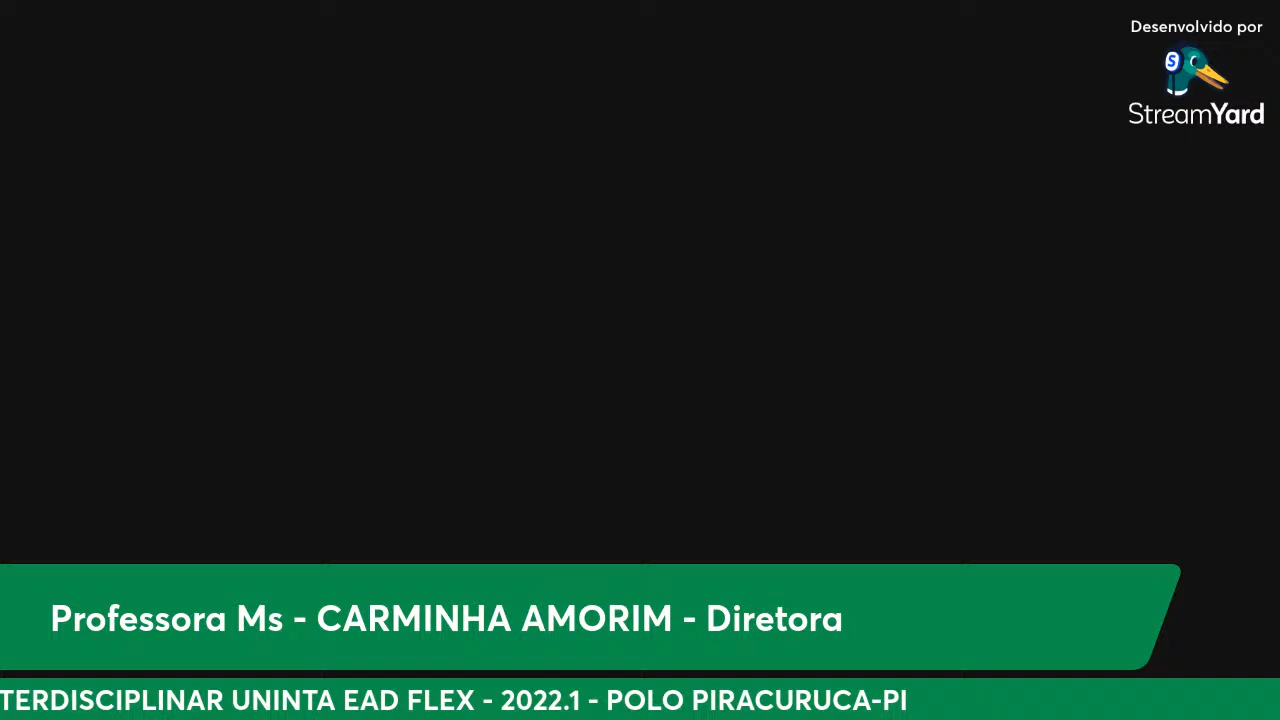 Desenvolvido por
S
StreamYard
Professora Ms - CARMINHA AMORIM - Diretora
TERDISCIPLINAR UNINTA EAD FLEX - 2022.1 - POLO PIRACURUCA-PI